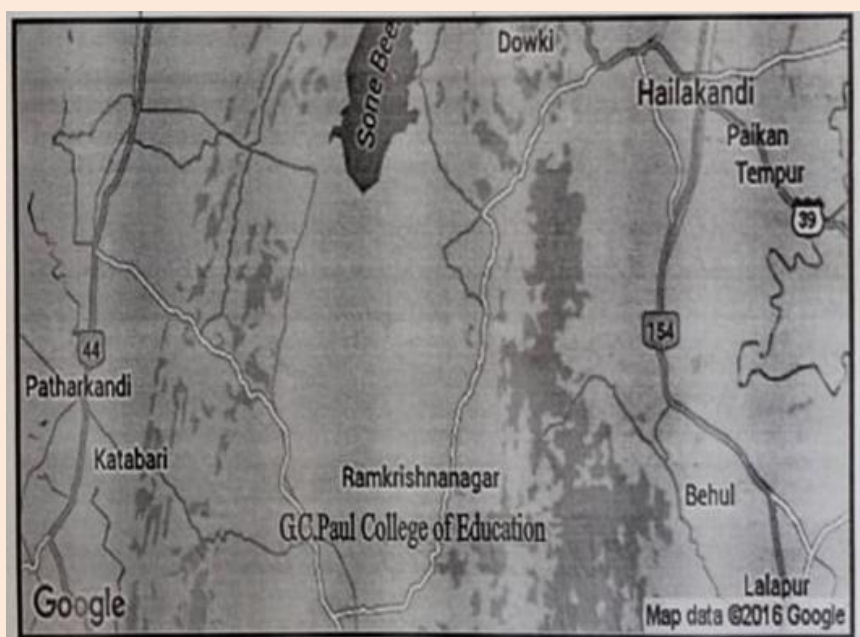 Dowki
Sone Bee
Hailakandi
Paikan
Tempur
39
154
44
Patharkandi
Katabari
Ramkrishnanagar
Behul
G.C.Paul College of Education
Lalapur
Google
Map data ©2016 Google